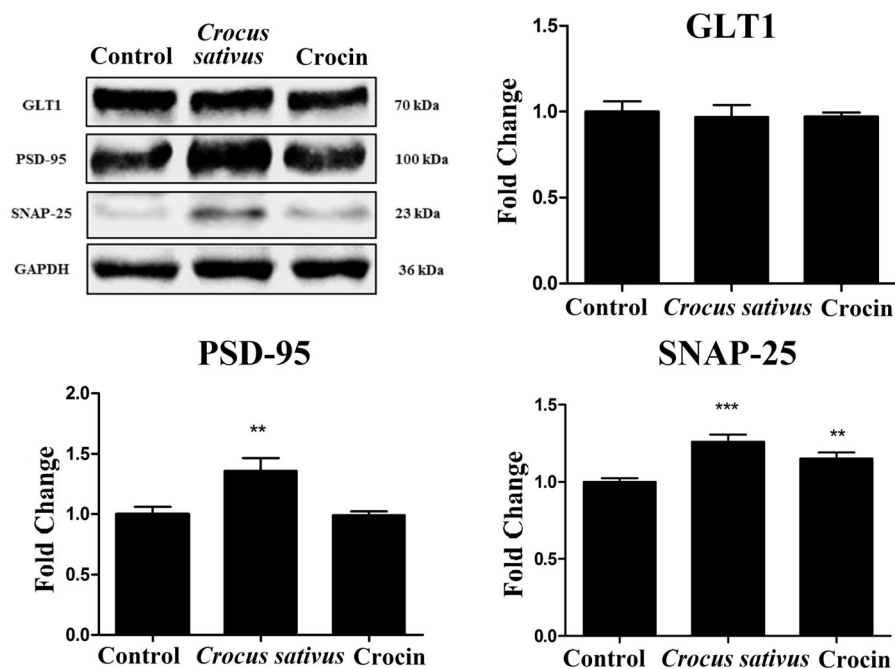 Control Crocus sativus Crocin
GLT1 70 kDa
PSD-95 100 kDa
SNAP-25 23 kDa
GAPDH 36 kDa
GLT1
Fold Change
1.5
1.0
0.5
0.0
Control Crocus sativus Crocin
PSD-95
Fold Change
2.0
1.5
1.0
0.5
0.0
**
Control Crocus sativus Crocin
SNAP-25
Fold Change
1.5
1.0
0.5
0.0
***
**
Control Crocus sativus Crocin